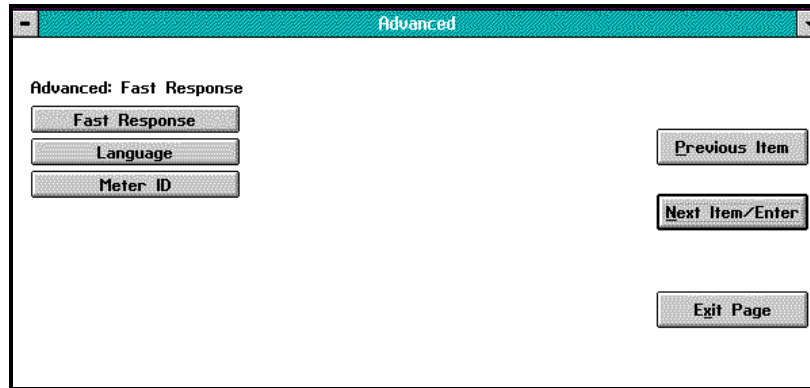 Advanced
Advanced: Fast Response
Fast Response
Language
Meter ID
Previous Item
Next Item/Enter
Exit Page